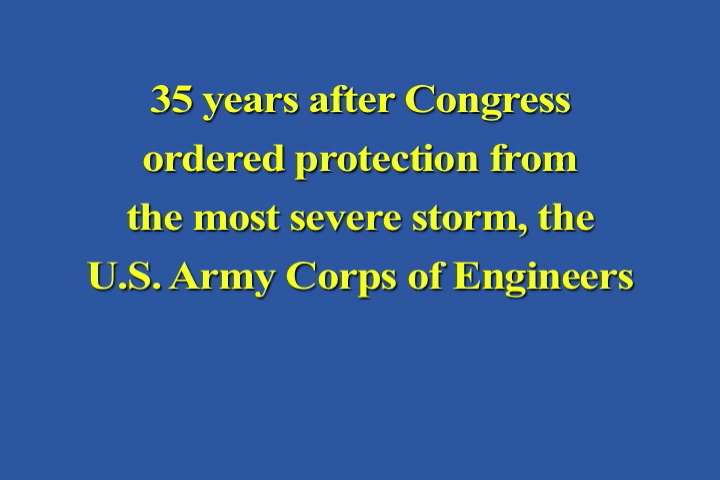 35 years after Congress
ordered protection from
the most severe storm, the
U.S. Army Corps of Engineers